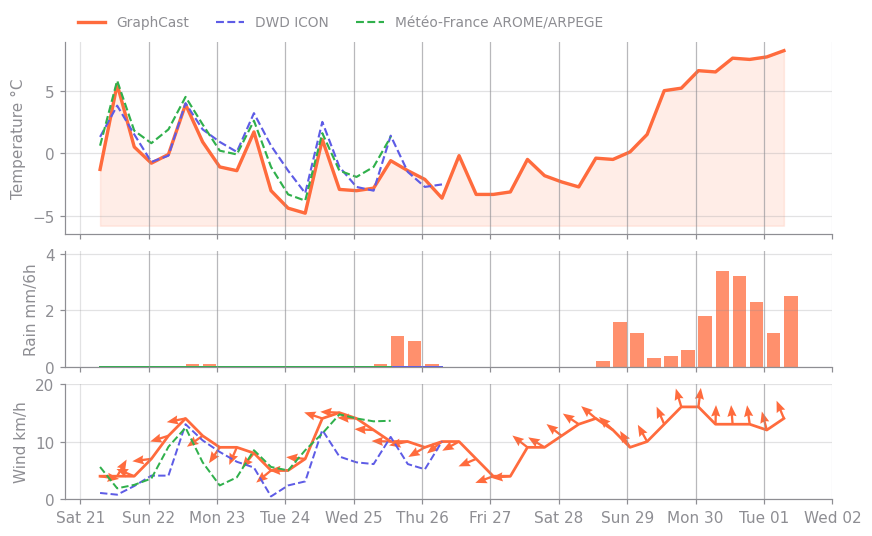 GraphCast DWD ICON Météo-France AROME/ARPEGE
Temperature °C
5
0
−5
Rain mm/6h
4
2
0
Wind km/h
20
10
0
Sat 21 Sun 22 Mon 23 Tue 24 Wed 25 Thu 26 Fri 27 Sat 28 Sun 29 Mon 30 Tue 01 Wed 02